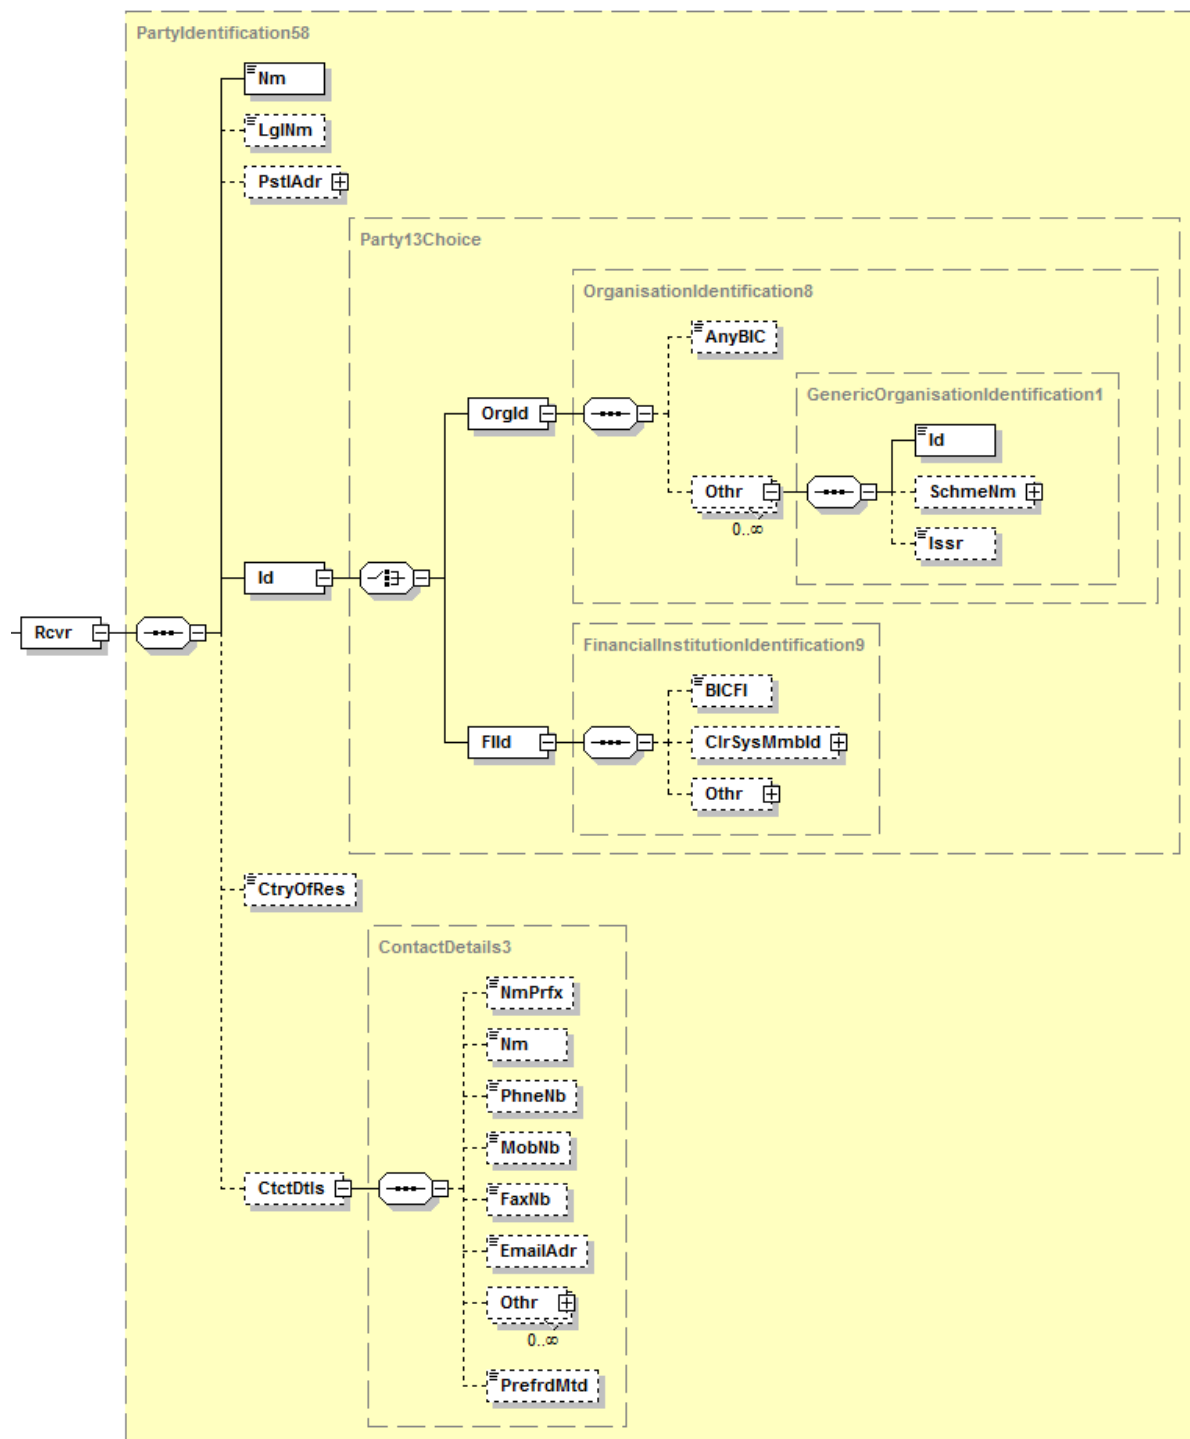 PartyIdentification58
Nm
LglNm
PstlAdr
Party13Choice
OrganisationIdentification8
AnyBIC
GenericOrganisationIdentification1
OrgId
Id
Othr
SchmeNm
0..∞
Issr
Id
Rcvr
FinancialInstitutionIdentification9
BICFI
FIId
ClrSysMmbId
Othr
CtryOfRes
ContactDetails3
NmPrfx
Nm
PhneNb
MobNb
CtctDtls
FaxNb
EmailAdr
Othr
0..∞
PrefrdMtd